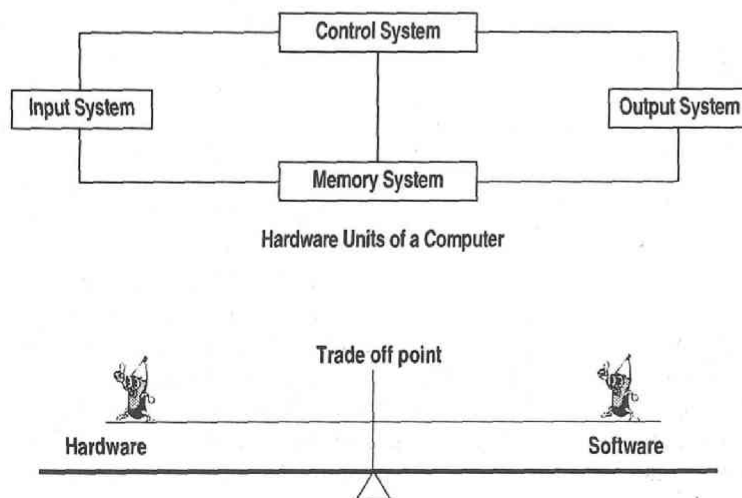 Control System
Input System
Output System
Memory System
Hardware Units of a Computer
Trade off point
Hardware
Software